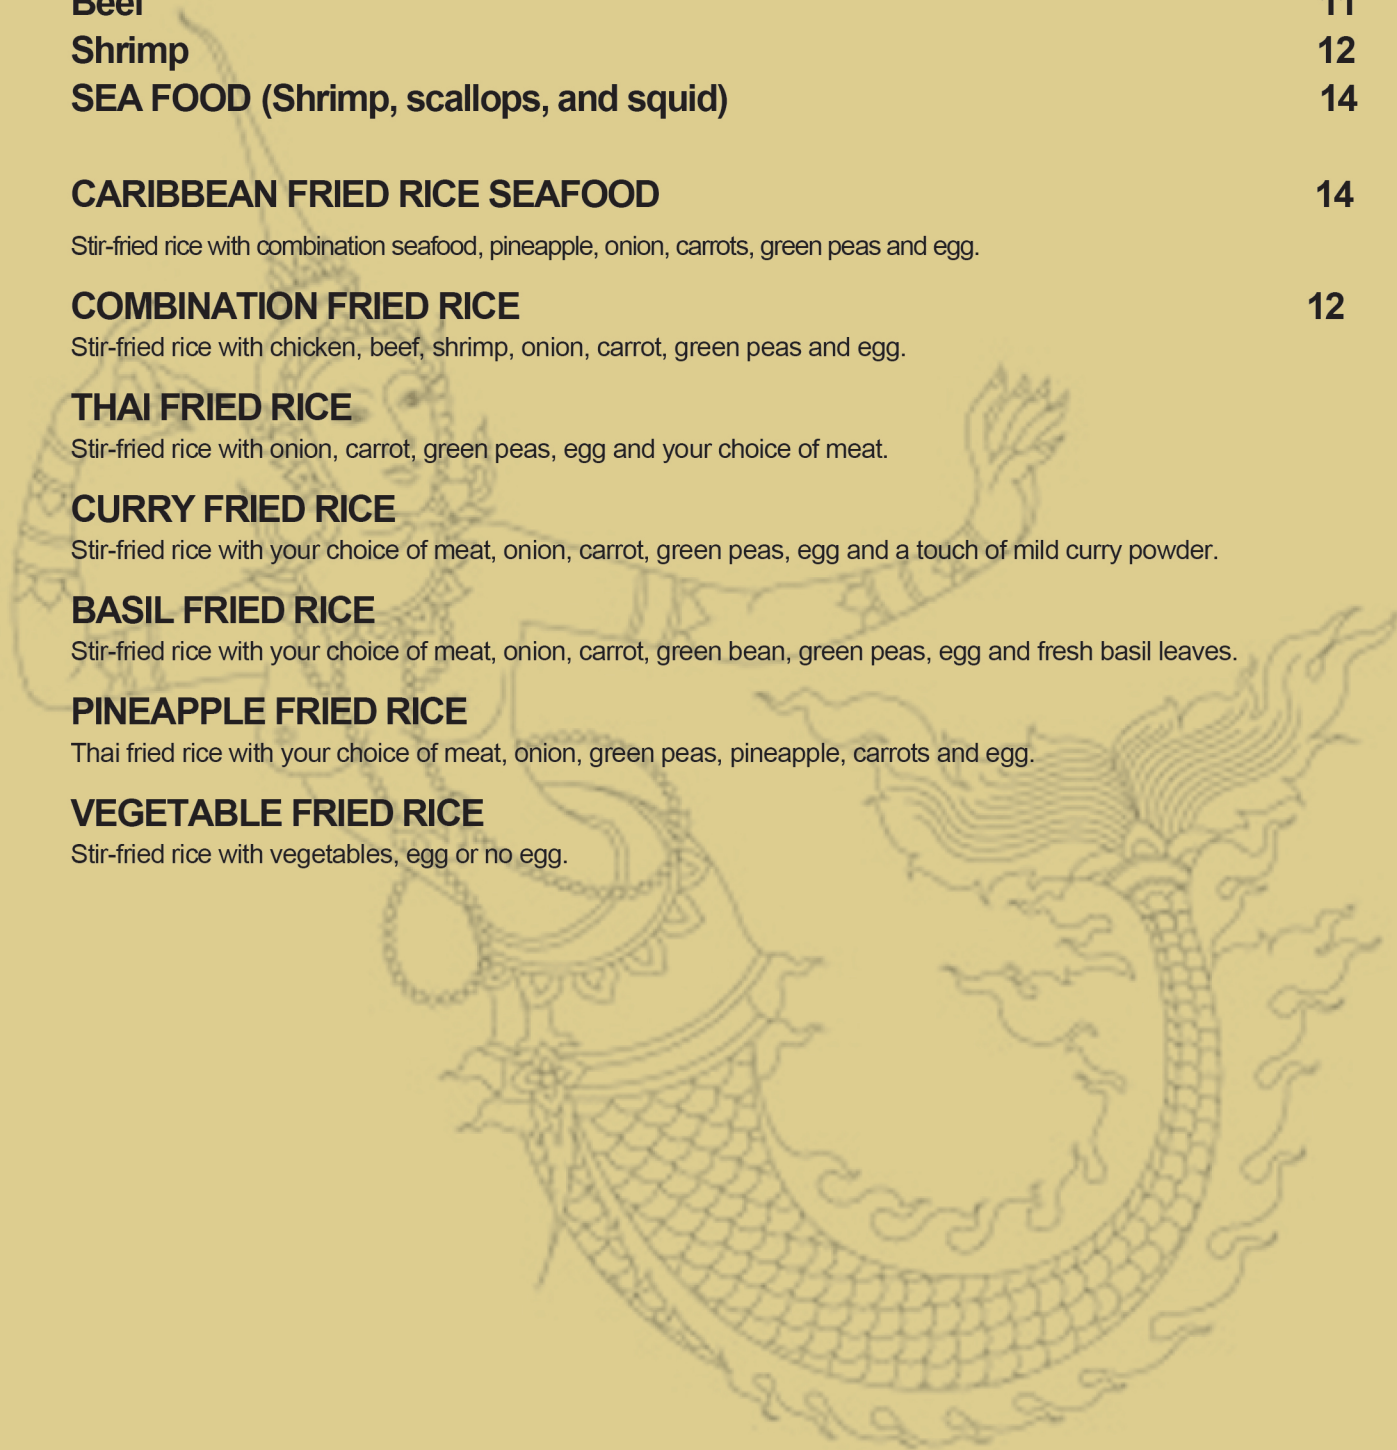 Beef 11
Shrimp 12
SEA FOOD (Shrimp, scallops, and squid) 14
CARIBBEAN FRIED RICE SEAFOOD 14
Stir-fried rice with combination seafood, pineapple, onion, carrots, green peas and egg.
COMBINATION FRIED RICE 12
Stir-fried rice with chicken, beef, shrimp, onion, carrot, green peas and egg.
THAI FRIED RICE
Stir-fried rice with onion, carrot, green peas, egg and your choice of meat.
CURRY FRIED RICE
Stir-fried rice with your choice of meat, onion, carrot, green peas, egg and a touch of mild curry powder.
BASIL FRIED RICE
Stir-fried rice with your choice of meat, onion, carrot, green bean, green peas, egg and fresh basil leaves.
PINEAPPLE FRIED RICE
Thai fried rice with your choice of meat, onion, green peas, pineapple, carrots and egg.
VEGETABLE FRIED RICE
Stir-fried rice with vegetables, egg or no egg.